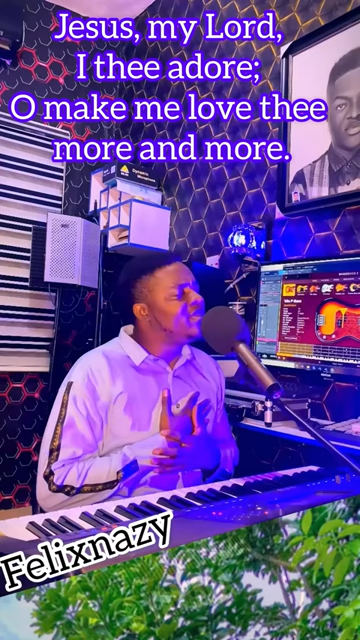 Jesus, my Lord,
I thee adore;
O make me love thee
more and more.
Felixnazy